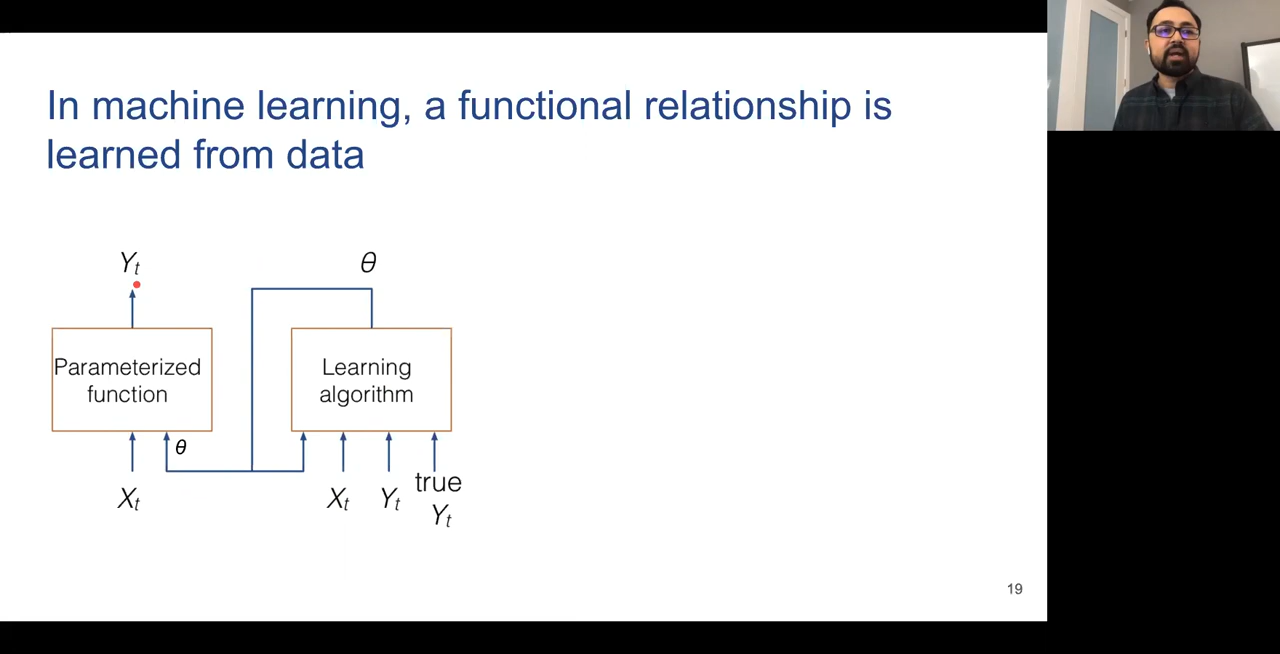 In machine learning, a functional relationship is
learned from data
Yt
θ
Parameterized
function
Learning
algorithm
θ
Xt
Xt
Yt
true
Yt
19